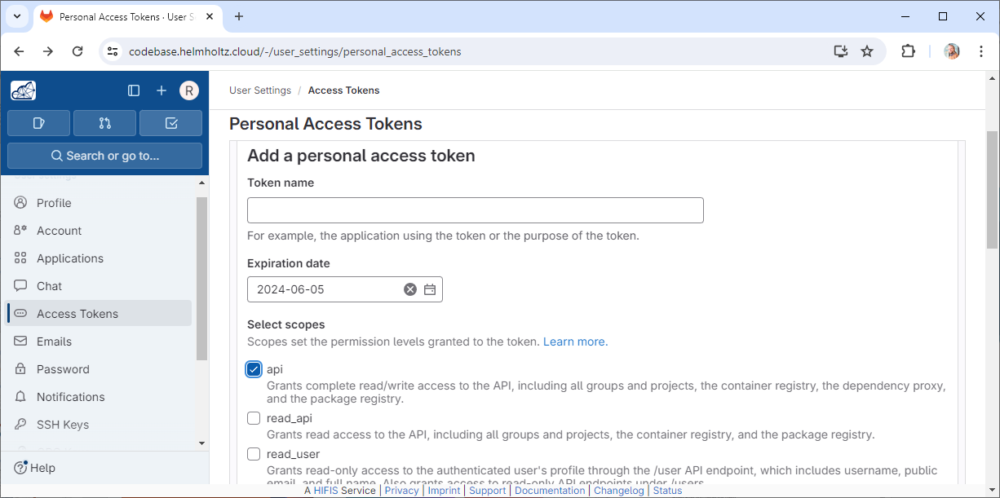 Personal Access Tokens · User S
codebase.helmholtz.cloud/-/user_settings/personal_access_tokens
R
Search or go to...
Profile
Account
Applications
Chat
Access Tokens
Emails
Password
Notifications
SSH Keys
Help
User Settings / Access Tokens
Personal Access Tokens
Add a personal access token
Token name
For example, the application using the token or the purpose of the token.
Expiration date
2024-06-05
Select scopes
Scopes set the permission levels granted to the token. Learn more.
api
Grants complete read/write access to the API, including all groups and projects, the container registry, the dependency proxy,
and the package registry.
read_api
Grants read access to the API, including all groups and projects, the container registry, and the package registry.
read_user
Grants read-only access to the authenticated user's profile through the /user API endpoint, which includes username, public
email, and full name. Also grants access to read-only API endpoints under /users.
A HIFIS Service | Privacy | Imprint | Support | Documentation | Changelog | Status